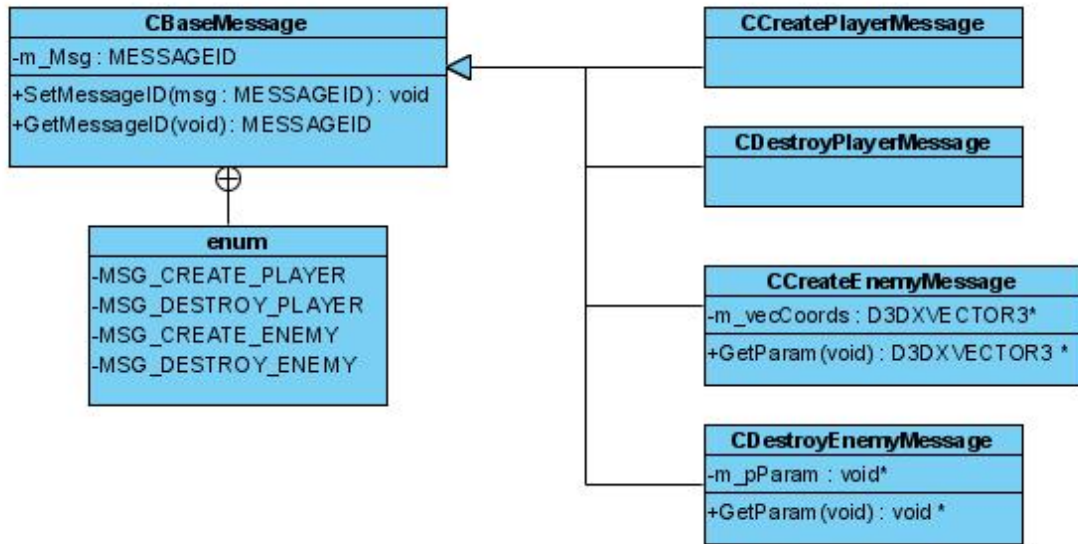 CBaseMessage
-m_Msg : MESSAGEID
+SetMessageID(msg : MESSAGEID) : void
+GetMessageID(void) : MESSAGEID
enum
-MSG_CREATE_PLAYER
-MSG_DESTROY_PLAYER
-MSG_CREATE_ENEMY
-MSG_DESTROY_ENEMY
CCreatePlayerMessage
CDestroyPlayerMessage
CCreateEnemyMessage
-m_vecCoords : D3DXVECTOR3*
+GetParam(void) : D3DXVECTOR3 *
CDestroyEnemyMessage
-m_pParam : void*
+GetParam(void) : void *